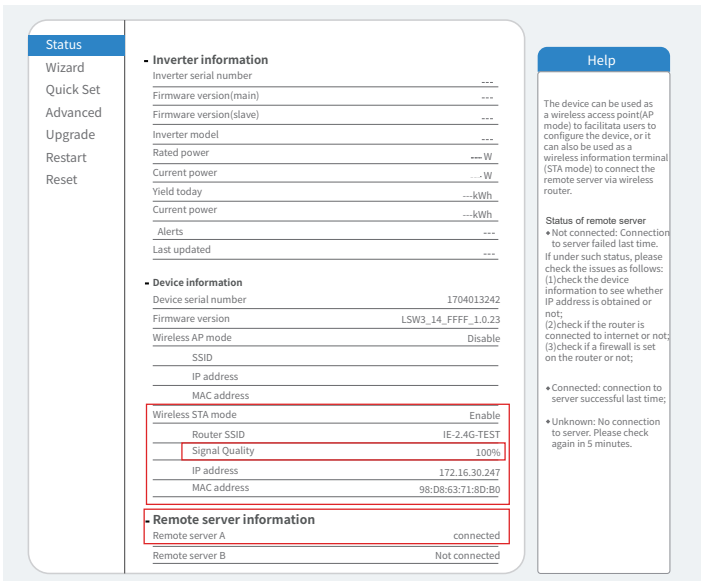 Status
Wizard
Quick Set
Advanced
Upgrade
Restart
Reset
- Inverter information
Inverter serial number ---
Firmware version(main) ---
Firmware version(slave) ---
Inverter model ---
Rated power --- W
Current power --- W
Yield today ---kWh
Current power ---kWh
Alerts ---
Last updated ---
- Device information
Device serial number 1704013242
Firmware version LSW3_14_FFFF_1.0.23
Wireless AP mode Disable
SSID
IP address
MAC address
Wireless STA mode Enable
Router SSID IE-2.4G-TEST
Signal Quality 100%
IP address 172.16.30.247
MAC address 98:D8:63:71:8D:B0
- Remote server information
Remote server A connected
Remote server B Not connected
Help
The device can be used as
a wireless access point(AP
mode) to facilitata users to
configure the device, or it
can also be used as a
wireless information terminal
(STA mode) to connect the
remote server via wireless
router.
Status of remote server
◆Not connected: Connection
to server failed last time.
If under such status, please
check the issues as follows:
(1)check the device
information to see whether
IP address is obtained or
not;
(2)check if the router is
connected to internet or not;
(3)check if a firewall is set
on the router or not;
◆Connected: connection to
server successful last time;
◆Unknown: No connection
to server. Please check
again in 5 minutes.